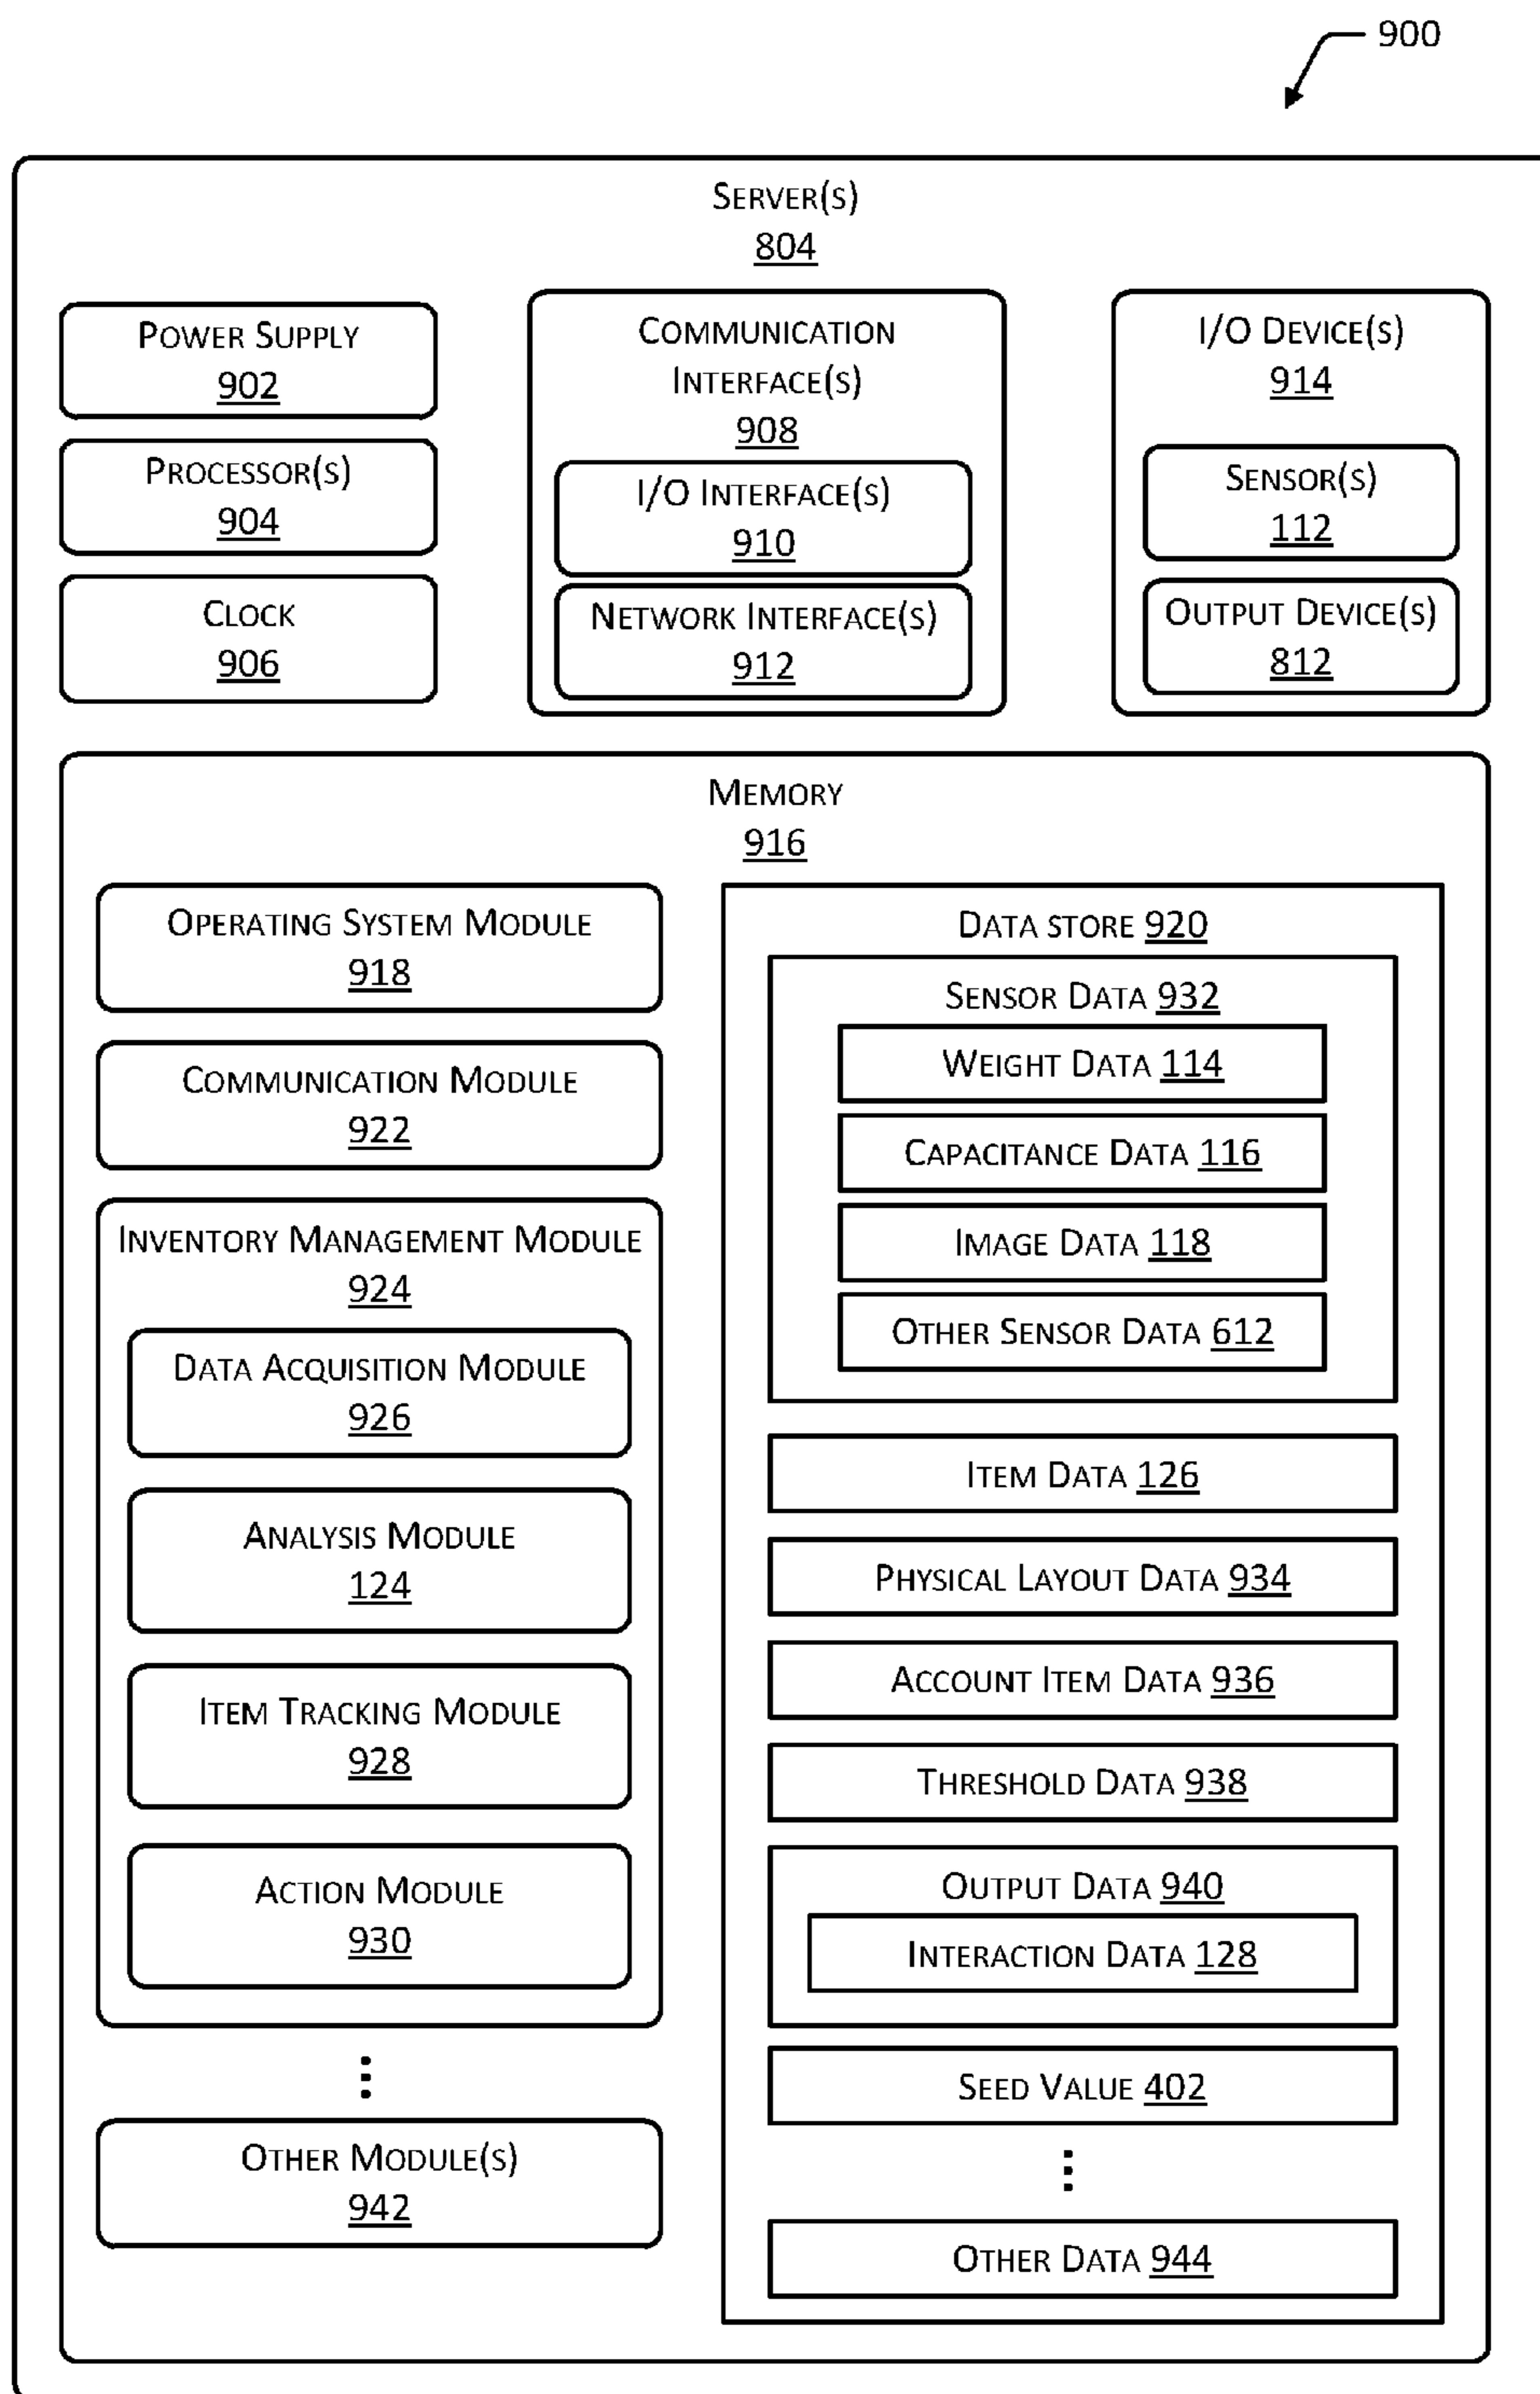 900
SERVER(S)
804
POWER SUPPLY
902
PROCESSOR(S)
904
CLOCK
906
COMMUNICATION
INTERFACE(S)
908
I/O INTERFACE(S)
910
NETWORK INTERFACE(S)
912
I/O DEVICE(S)
914
SENSOR(S)
112
OUTPUT DEVICE(S)
812
MEMORY
916
OPERATING SYSTEM MODULE
918
COMMUNICATION MODULE
922
INVENTORY MANAGEMENT MODULE
924
DATA ACQUISITION MODULE
926
ANALYSIS MODULE
124
ITEM TRACKING MODULE
928
ACTION MODULE
930
OTHER MODULE(S)
942
DATA STORE 920
SENSOR DATA 932
WEIGHT DATA 114
CAPACITANCE DATA 116
IMAGE DATA 118
OTHER SENSOR DATA 612
ITEM DATA 126
PHYSICAL LAYOUT DATA 934
ACCOUNT ITEM DATA 936
THRESHOLD DATA 938
OUTPUT DATA 940
INTERACTION DATA 128
SEED VALUE 402
OTHER DATA 944